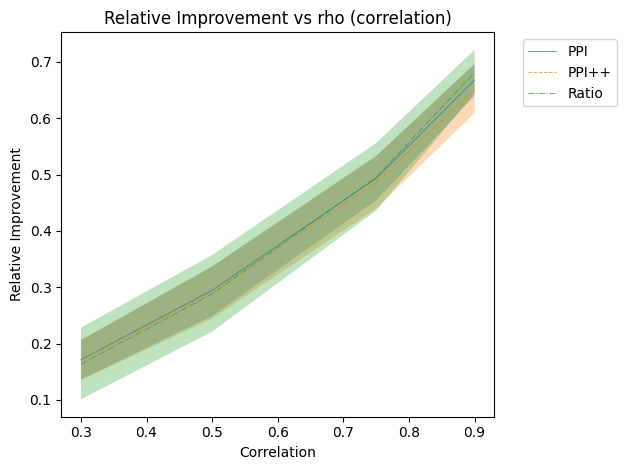 Relative Improvement vs rho (correlation)
PPI
PPI++
Ratio
Relative Improvement
0.7
0.6
0.5
0.4
0.3
0.2
0.1
0.3
0.4
0.5
0.6
0.7
0.8
0.9
Correlation